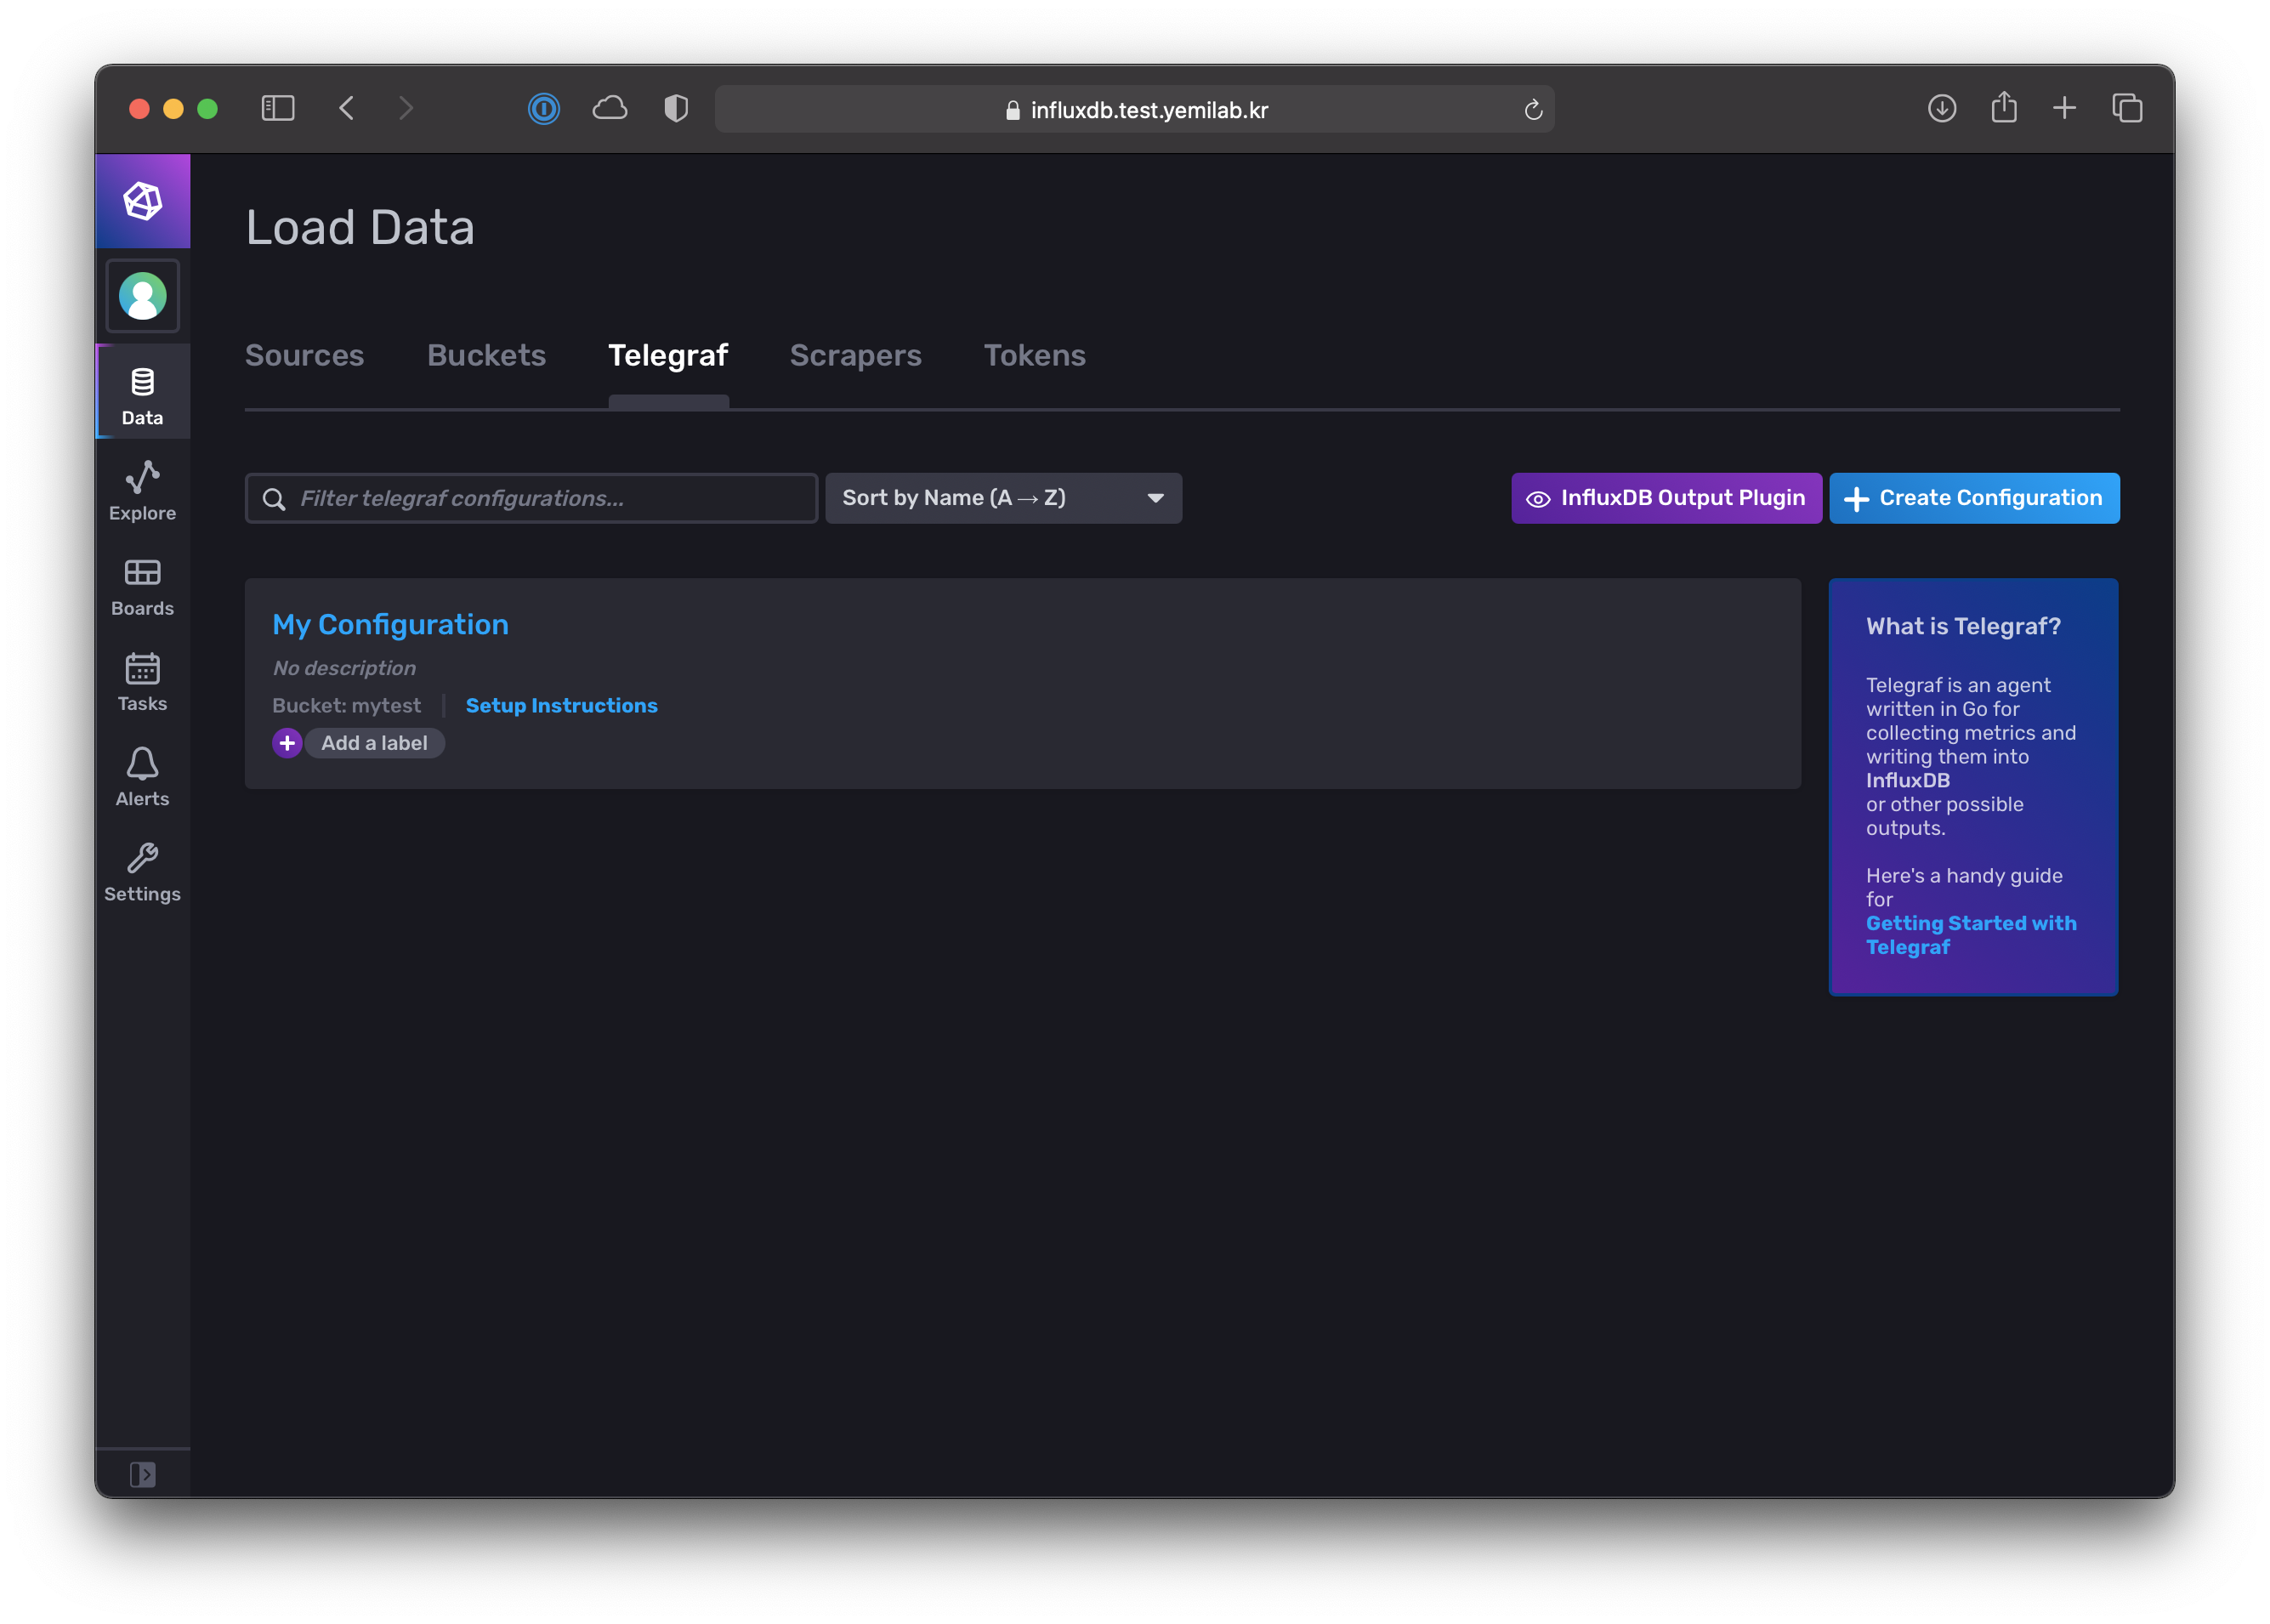 influxdb.test.yemilab.kr
Load Data
Sources
Buckets
Telegraf
Scrapers
Tokens
Data
Explore
Boards
Tasks
Alerts
Settings
Filter telegraf configurations...
Sort by Name (A → Z)
InfluxDB Output Plugin
Create Configuration
My Configuration
No description
Bucket: mytest
Setup Instructions
Add a label
What is Telegraf?
Telegraf is an agent
written in Go for
collecting metrics and
writing them into
InfluxDB
or other possible
outputs.
Here's a handy guide
for
Getting Started with
Telegraf